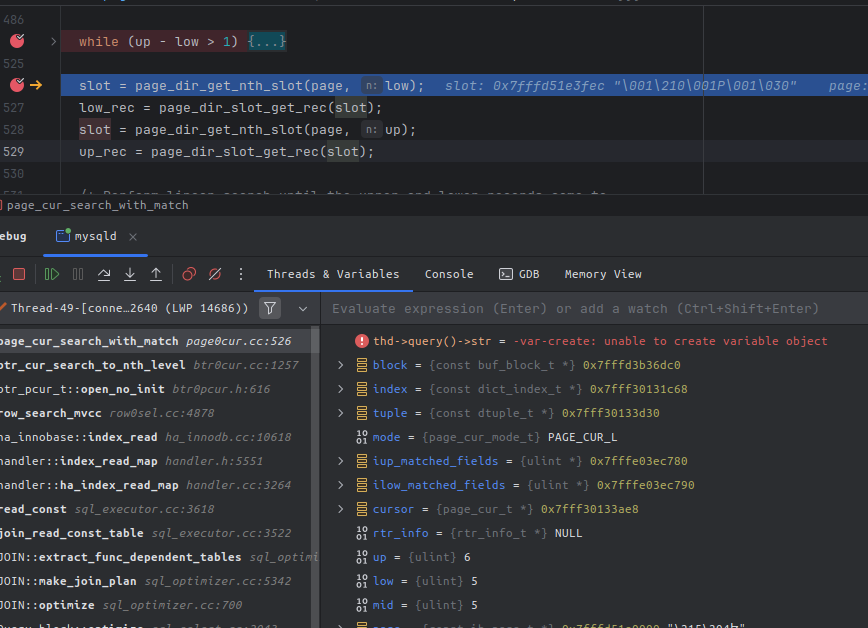 486
while (up - low > 1) {...}
525
slot = page_dir_get_nth_slot(page, n: low);   slot: 0x7fffd51e3fec "\001\210\001P\001\030"   page:
527 low_rec = page_dir_slot_get_rec(slot);
528 slot = page_dir_get_nth_slot(page, n: up);
529 up_rec = page_dir_slot_get_rec(slot);
530
page_cur_search_with_match
ebug mysqld ×
Threads & Variables Console GDB Memory View
Thread-49-[conne…2640 (LWP 14686)) Evaluate expression (Enter) or add a watch (Ctrl+Shift+Enter)
page_cur_search_with_match page0cur.cc:526
thd->query()->str = -var-create: unable to create variable object
btr_cur_search_to_nth_level btr0cur.cc:1257
block = {const buf_block_t *} 0x7fffd3b36dc0
btr_pcur_t::open_no_init btr0pcur.h:616
index = {const dict_index_t *} 0x7fff30131c68
row_search_mvcc row0sel.cc:4878
tuple = {const dtuple_t *} 0x7fff30133d30
ha_innobase::index_read ha_innodb.cc:10618
mode = {page_cur_mode_t} PAGE_CUR_L
handler::index_read_map handler.h:5551
iup_matched_fields = {ulint *} 0x7fffe03ec780
handler::ha_index_read_map handler.cc:3264
ilow_matched_fields = {ulint *} 0x7fffe03ec790
read_const sql_executor.cc:3618
cursor = {page_cur_t *} 0x7fff30133ae8
join_read_const_table sql_executor.cc:3522
rtr_info = {rtr_info_t *} NULL
JOIN::extract_func_dependent_tables sql_optimi
up = {ulint} 6
JOIN::make_join_plan sql_optimizer.cc:5342
low = {ulint} 5
JOIN::optimize sql_optimizer.cc:700
mid = {ulint} 5